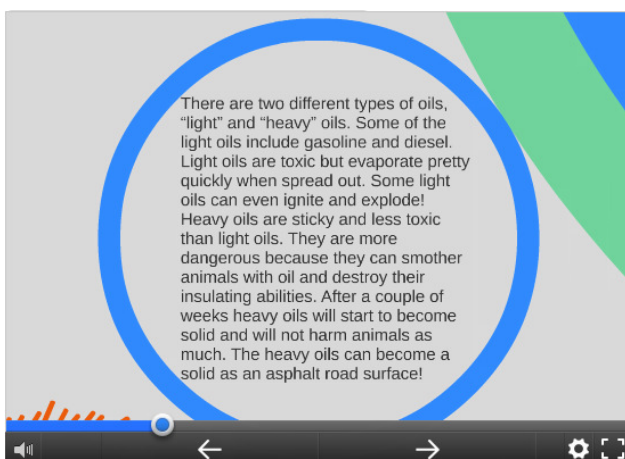 There are two different types of oils,
“light” and “heavy” oils. Some of the
light oils include gasoline and diesel.
Light oils are toxic but evaporate pretty
quickly when spread out. Some light
oils can even ignite and explode!
Heavy oils are sticky and less toxic
than light oils. They are more
dangerous because they can smother
animals with oil and destroy their
insulating abilities. After a couple of
weeks heavy oils will start to become
solid and will not harm animals as
much. The heavy oils can become a
solid as an asphalt road surface!